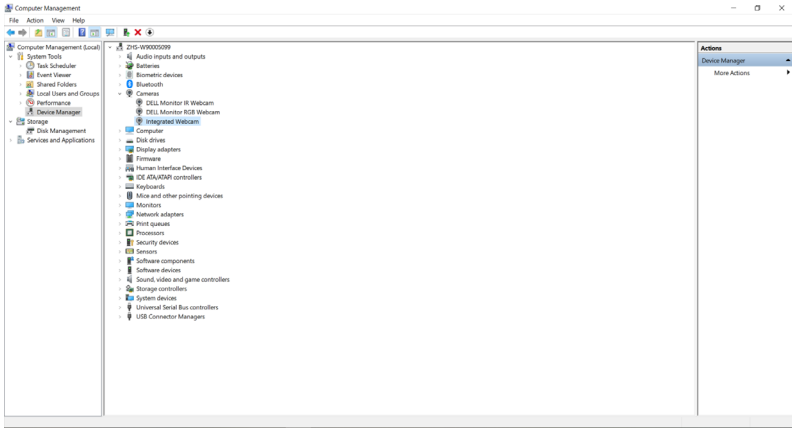 Computer Management
File Action View Help
Computer Management (Local)
System Tools
Task Scheduler
Event Viewer
Shared Folders
Local Users and Groups
Performance
Device Manager
Storage
Disk Management
Services and Applications
ZHS-W90005099
Audio inputs and outputs
Batteries
Biometric devices
Bluetooth
Cameras
DELL Monitor IR Webcam
DELL Monitor RGB Webcam
Integrated Webcam
Computer
Disk drives
Display adapters
Firmware
Human Interface Devices
IDE ATA/ATAPI controllers
Keyboards
Mice and other pointing devices
Monitors
Network adapters
Print queues
Processors
Security devices
Sensors
Software components
Software devices
Sound, video and game controllers
Storage controllers
System devices
Universal Serial Bus controllers
USB Connector Managers
Actions
Device Manager
More Actions